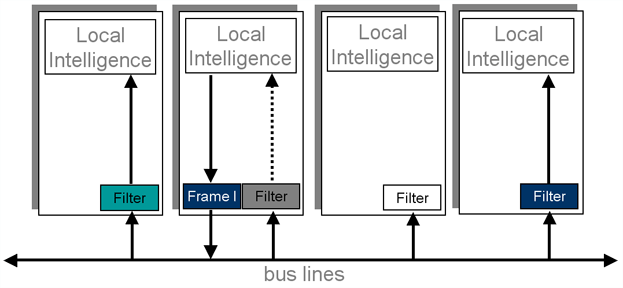 Local
Intelligence
Local
Intelligence
Local
Intelligence
Local
Intelligence
Filter
Frame I
Filter
Filter
Filter
bus lines